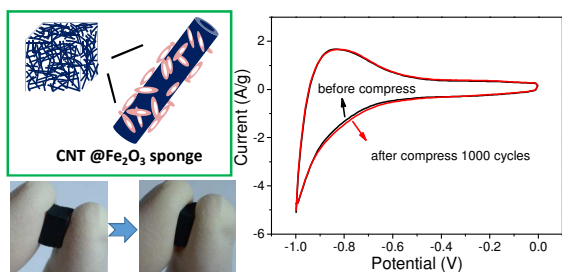 CNT @Fe₂O₃ sponge
Current (A/g)
2
0
-2
-4
-6
before compress
after compress 1000 cycles
-1.0 -0.8 -0.6 -0.4 -0.2 0.0
Potential (V)